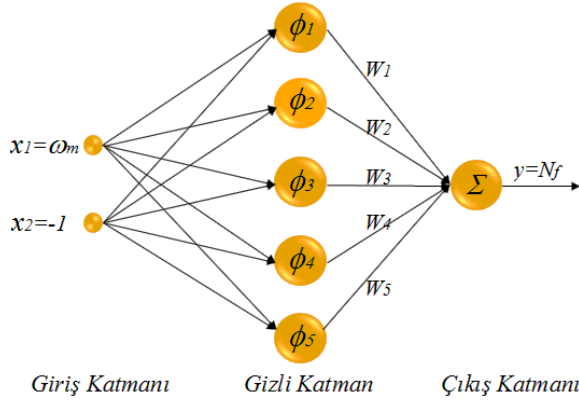 ϕ1
W1
ϕ2
W2
x1=ωm
ϕ3
W3
Σ
y=Nf
x2=-1
W4
ϕ4
W5
ϕ5
Giriş Katmanı Gizli Katman Çıkış Katmanı